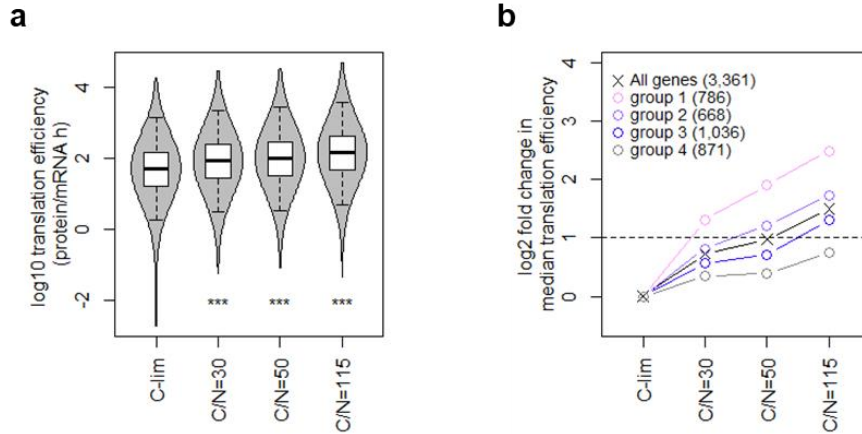 a
b
log10 translation efficiency
(protein/mRNA h)
4
2
0
-2
***
***
***
C-lim
C/N=30
C/N=50
C/N=115
log2 fold change in
median translation efficiency
4
3
2
1
0
All genes (3,361)
group 1 (786)
group 2 (668)
group 3 (1,036)
group 4 (871)
C-lim
C/N=30
C/N=50
C/N=115